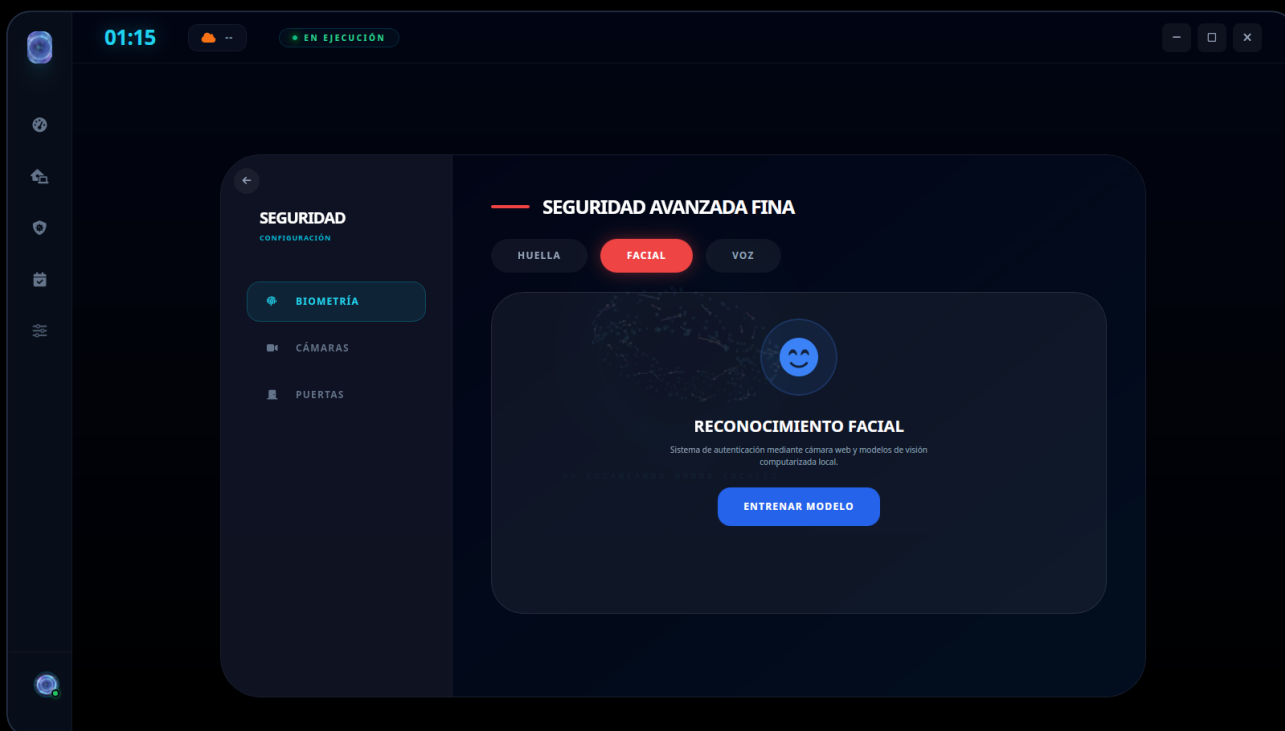 01:15
--
EN EJECUCIÓN
SEGURIDAD
CONFIGURACIÓN
BIOMETRÍA
CÁMARAS
PUERTAS
SEGURIDAD AVANZADA FINA
HUELLA
FACIAL
VOZ
RECONOCIMIENTO FACIAL
Sistema de autenticación mediante cámara web y modelos de visión
computarizada local.
ENTRENAR MODELO